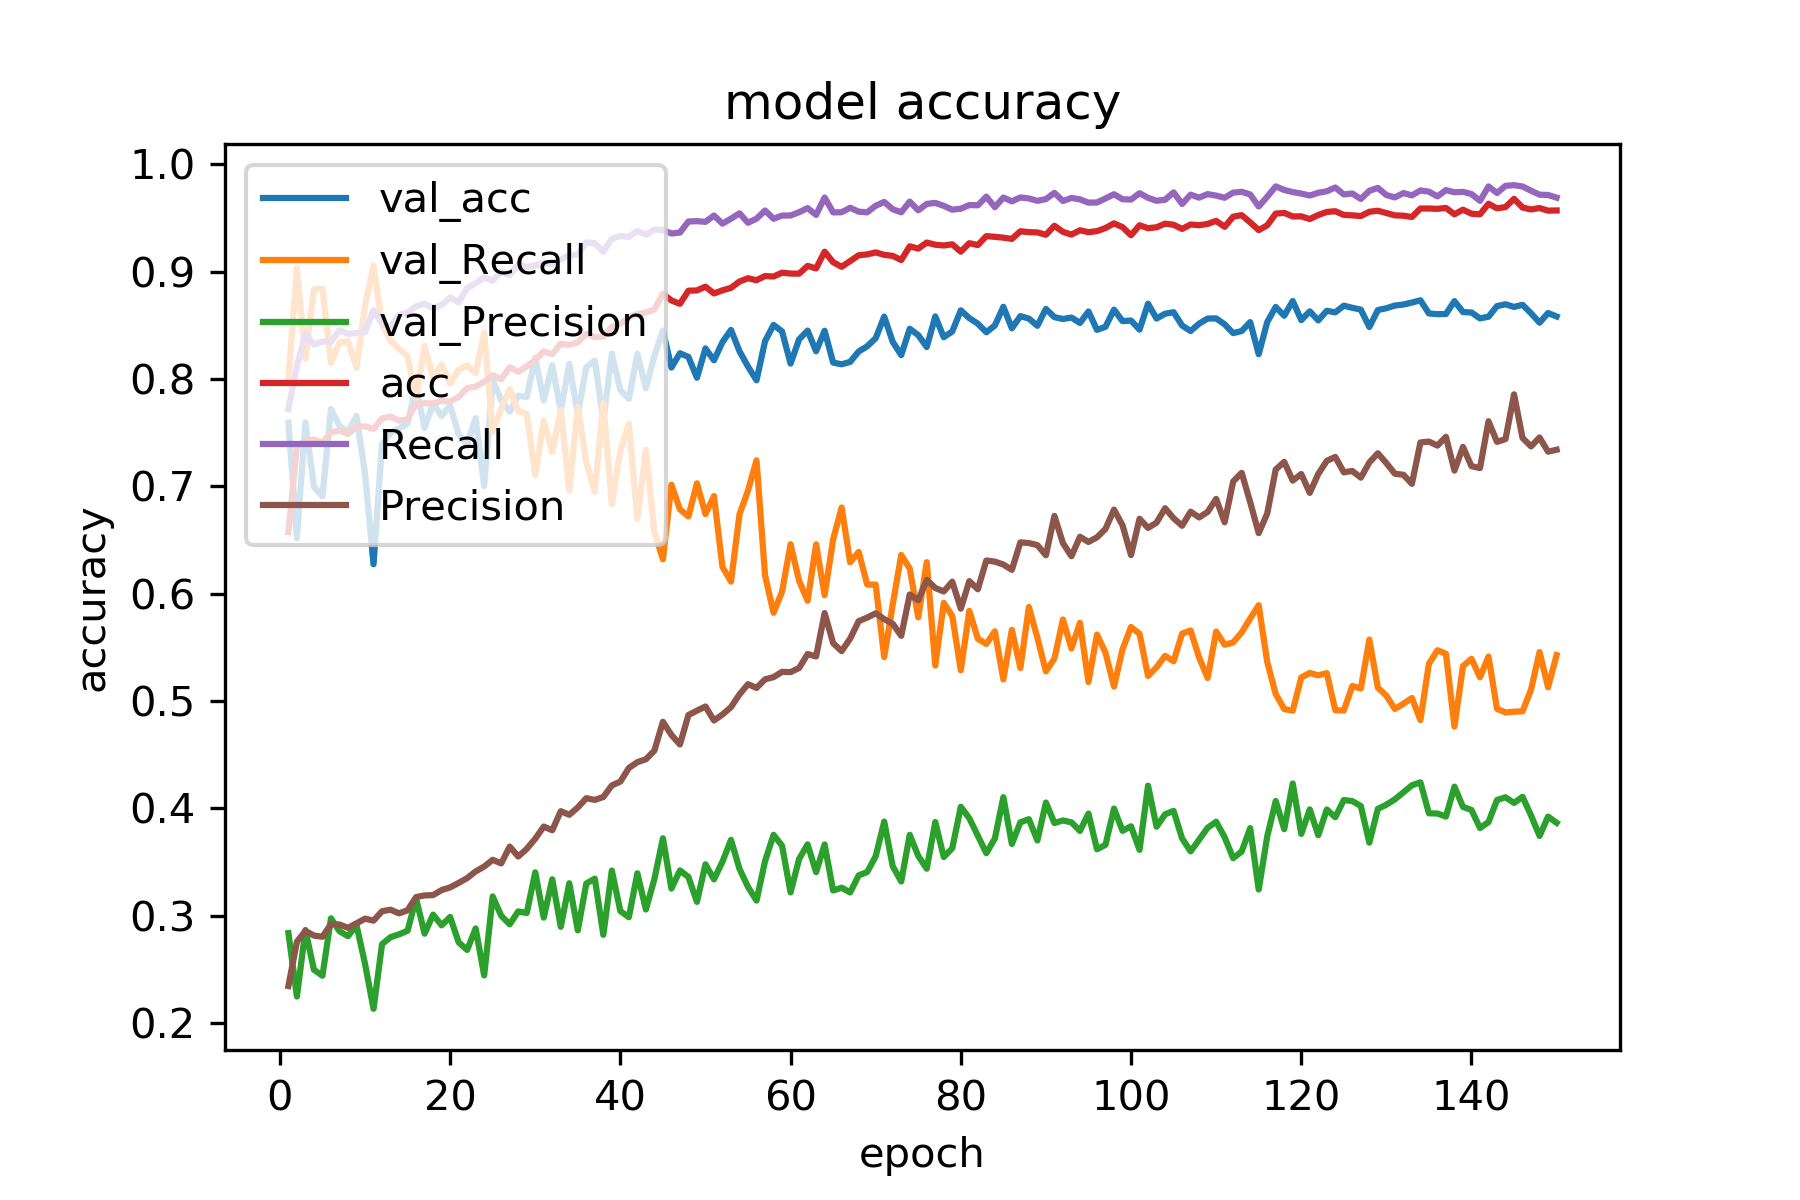 model accuracy
accuracy
1.0
0.9
0.8
0.7
0.6
0.5
0.4
0.3
0.2
val_acc
val_Recall
val_Precision
acc
Recall
Precision
0 20 40 60 80 100 120 140
epoch